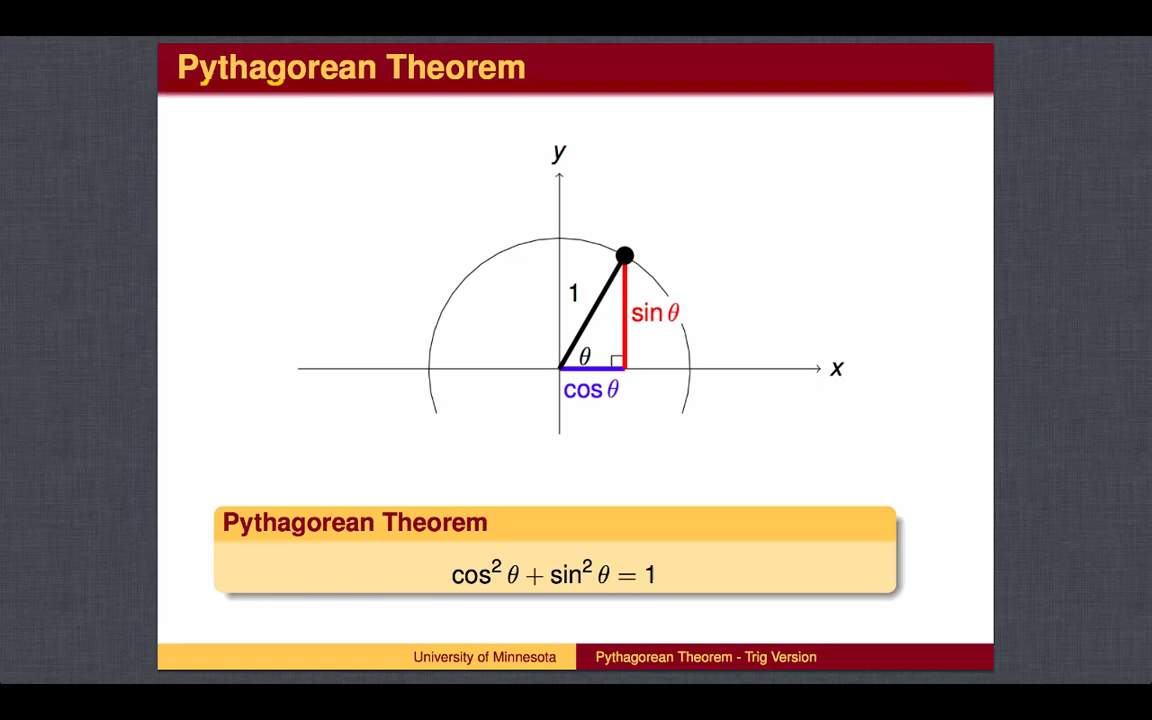 Pythagorean Theorem
y
1
sin θ
θ
x
cos θ
Pythagorean Theorem
cos² θ + sin² θ = 1
University of Minnesota
Pythagorean Theorem - Trig Version